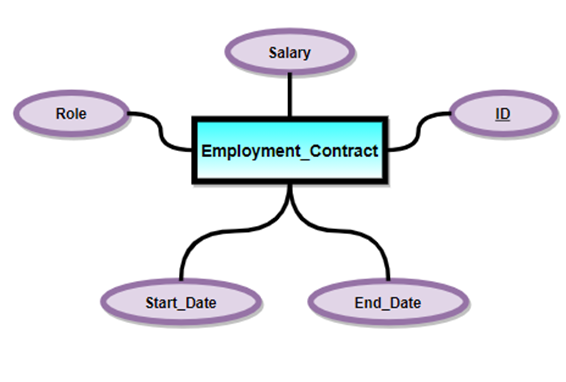 Salary
Role
ID
Employment_Contract
Start_Date
End_Date